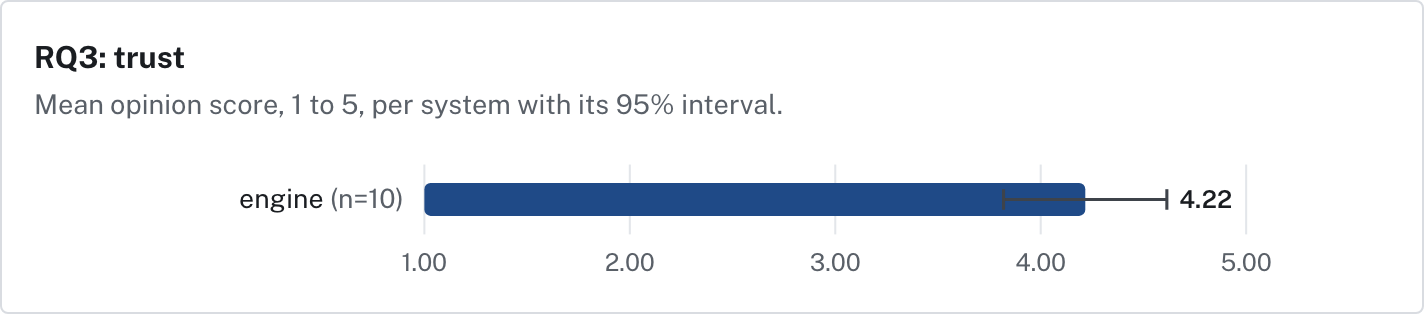 RQ3: trust
Mean opinion score, 1 to 5, per system with its 95% interval.
engine (n=10)
4.22
1.00 2.00 3.00 4.00 5.00